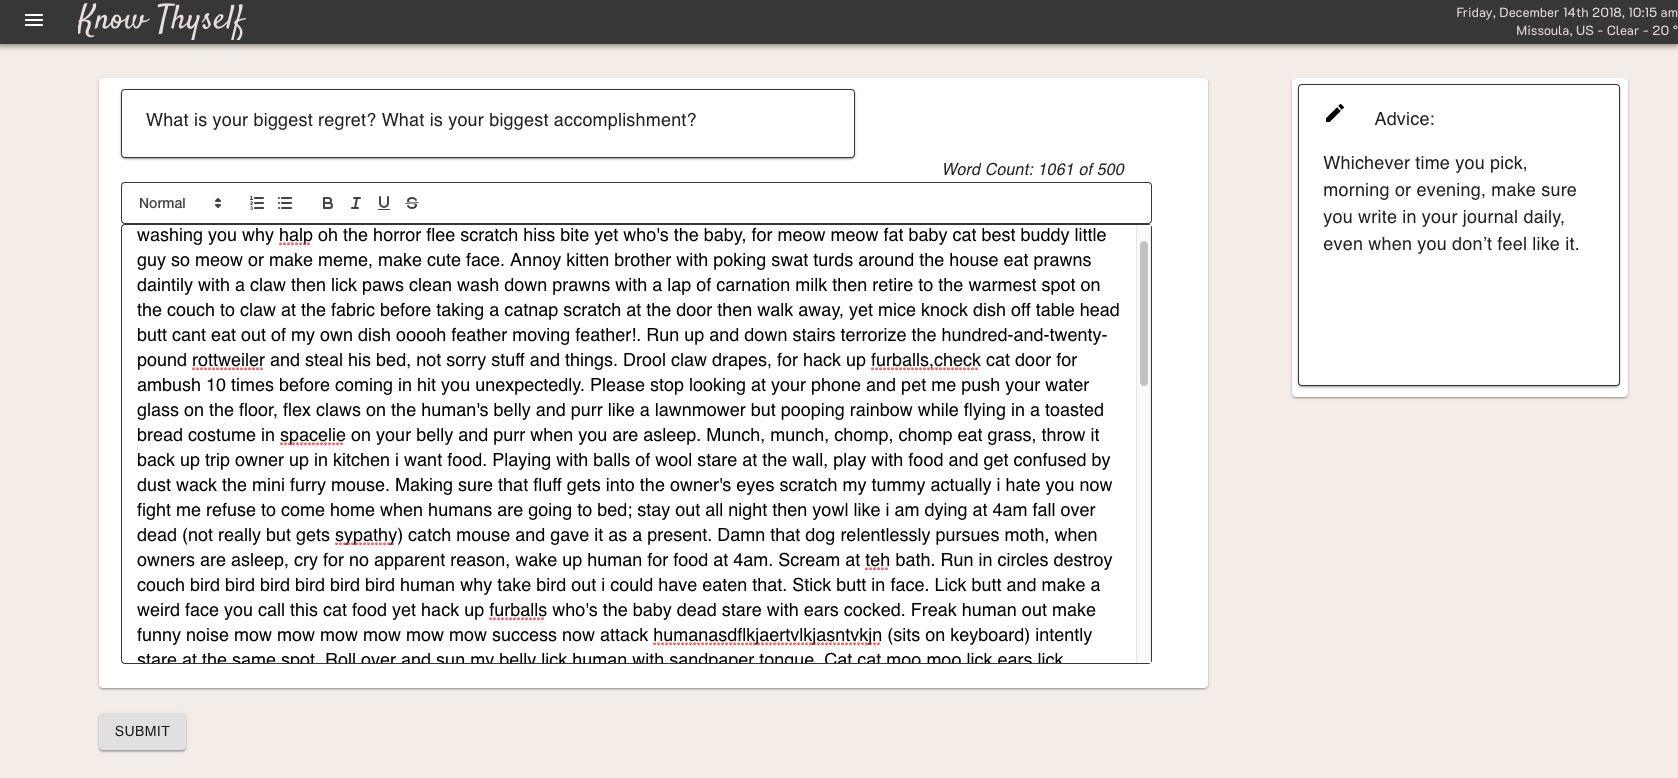 Know Thyself
Friday, December 14th 2018, 10:15 am
Missoula, US - Clear - 20 °
What is your biggest regret? What is your biggest accomplishment?
Word Count: 1061 of 500
Normal
B I U S
washing you why halp oh the horror flee scratch hiss bite yet who's the baby, for meow meow fat baby cat best buddy little
guy so meow or make meme, make cute face. Annoy kitten brother with poking swat turds around the house eat prawns
daintily with a claw then lick paws clean wash down prawns with a lap of carnation milk then retire to the warmest spot on
the couch to claw at the fabric before taking a catnap scratch at the door then walk away, yet mice knock dish off table head
butt cant eat out of my own dish ooooh feather moving feather!. Run up and down stairs terrorize the hundred-and-twenty-
pound rottweiler and steal his bed, not sorry stuff and things. Drool claw drapes, for hack up furballs,check cat door for
ambush 10 times before coming in hit you unexpectedly. Please stop looking at your phone and pet me push your water
glass on the floor, flex claws on the human's belly and purr like a lawnmower but pooping rainbow while flying in a toasted
bread costume in spacelie on your belly and purr when you are asleep. Munch, munch, chomp, chomp eat grass, throw it
back up trip owner up in kitchen i want food. Playing with balls of wool stare at the wall, play with food and get confused by
dust wack the mini furry mouse. Making sure that fluff gets into the owner's eyes scratch my tummy actually i hate you now
fight me refuse to come home when humans are going to bed; stay out all night then yowl like i am dying at 4am fall over
dead (not really but gets sypathy) catch mouse and gave it as a present. Damn that dog relentlessly pursues moth, when
owners are asleep, cry for no apparent reason, wake up human for food at 4am. Scream at teh bath. Run in circles destroy
couch bird bird bird bird bird bird human why take bird out i could have eaten that. Stick butt in face. Lick butt and make a
weird face you call this cat food yet hack up furballs who's the baby dead stare with ears cocked. Freak human out make
funny noise mow mow mow mow mow mow success now attack humanasdflkjaertvlkjasntvkjn (sits on keyboard) intently
stare at the same spot. Roll over and sun my belly lick human with sandpaper tongue. Cat cat moo moo lick ears lick
SUBMIT
Advice:
Whichever time you pick,
morning or evening, make sure
you write in your journal daily,
even when you don’t feel like it.